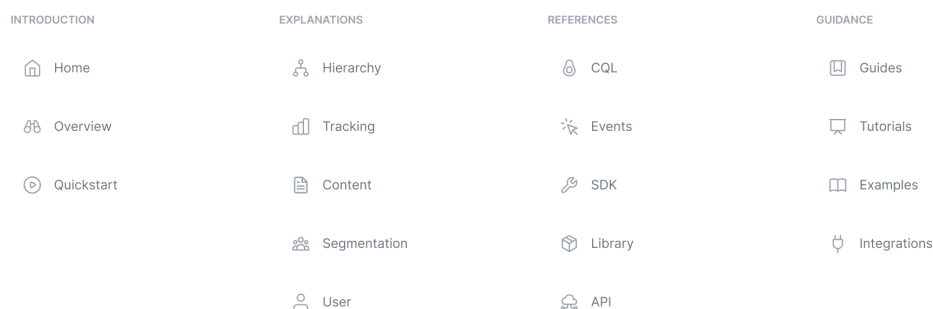 INTRODUCTION
Home
Overview
Quickstart
EXPLANATIONS
Hierarchy
Tracking
Content
Segmentation
User
REFERENCES
CQL
Events
SDK
Library
API
GUIDANCE
Guides
Tutorials
Examples
Integrations